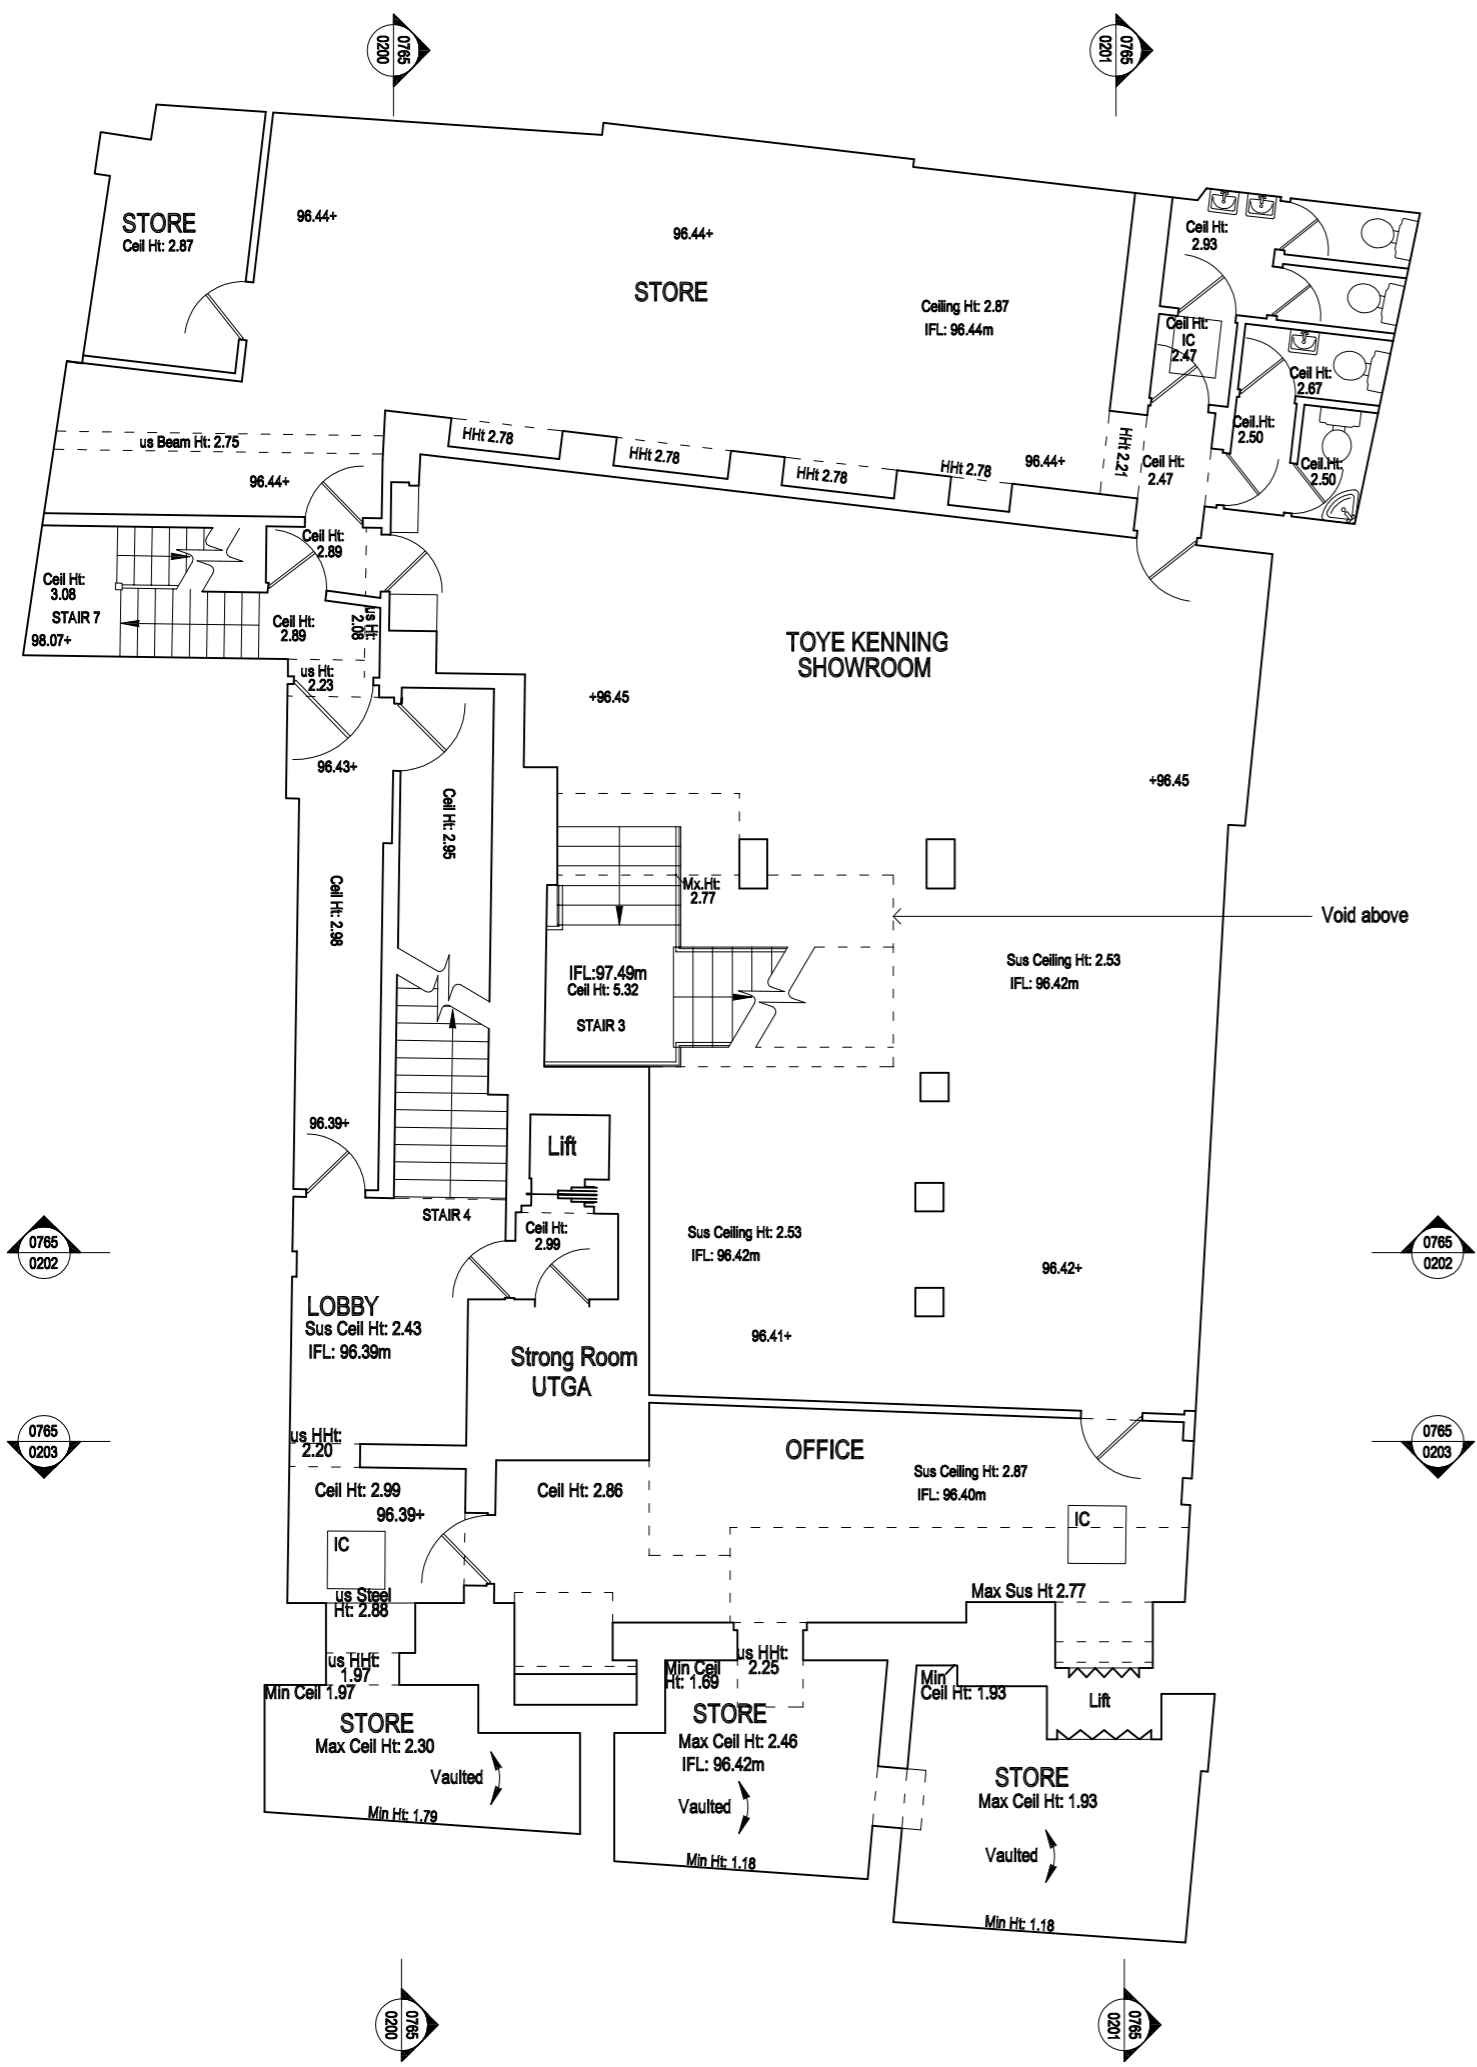 0765
0200
0765
0201
STORE
Ceil Ht: 2.87
96.44+
96.44+
STORE
Ceiling Ht: 2.87
IFL: 96.44m
Ceil Ht:
2.93
Ceil Ht:
IC
2.47
Ceil Ht:
2.67
Ceil.Ht:
2.50
Ceil.Ht:
2.50
Ceil Ht:
2.47
HHt 2.21
us Beam Ht: 2.75
HHt 2.78
HHt 2.78
HHt 2.78
HHt 2.78
96.44+
96.44+
Ceil Ht:
2.89
Ceil Ht:
3.08
STAIR 7
98.07+
Ceil Ht:
2.89
us Ht:
2.08
us Ht:
2.23
TOYE KENNING
SHOWROOM
+96.45
+96.45
96.43+
Ceil Ht: 2.95
Ceil Ht: 2.98
Mx.Ht:
2.77
Void above
IFL:97.49m
Ceil Ht: 5.32
STAIR 3
Sus Ceiling Ht: 2.53
IFL: 96.42m
96.39+
Lift
STAIR 4
Ceil Ht:
2.99
Sus Ceiling Ht: 2.53
IFL: 96.42m
96.42+
0765
0202
0765
0202
LOBBY
Sus Ceil Ht: 2.43
IFL: 96.39m
96.41+
Strong Room
UTGA
0765
0203
0765
0203
us HHt:
2.20
OFFICE
Sus Ceiling Ht: 2.87
IFL: 96.40m
Ceil Ht: 2.99
96.39+
Ceil Ht: 2.86
IC
IC
us Steel
Ht: 2.88
Max Sus Ht 2.77
us HHt:
1.97
Min Ceil 1.97
us HHt:
2.25
Min Ceil
Ht: 1.69
Min
Ceil Ht: 1.93
Lift
STORE
Max Ceil Ht: 2.30
Vaulted
Min Ht: 1.79
STORE
Max Ceil Ht: 2.46
IFL: 96.42m
Vaulted
Min Ht: 1.18
STORE
Max Ceil Ht: 1.93
Vaulted
Min Ht: 1.18
0765
0200
0765
0201